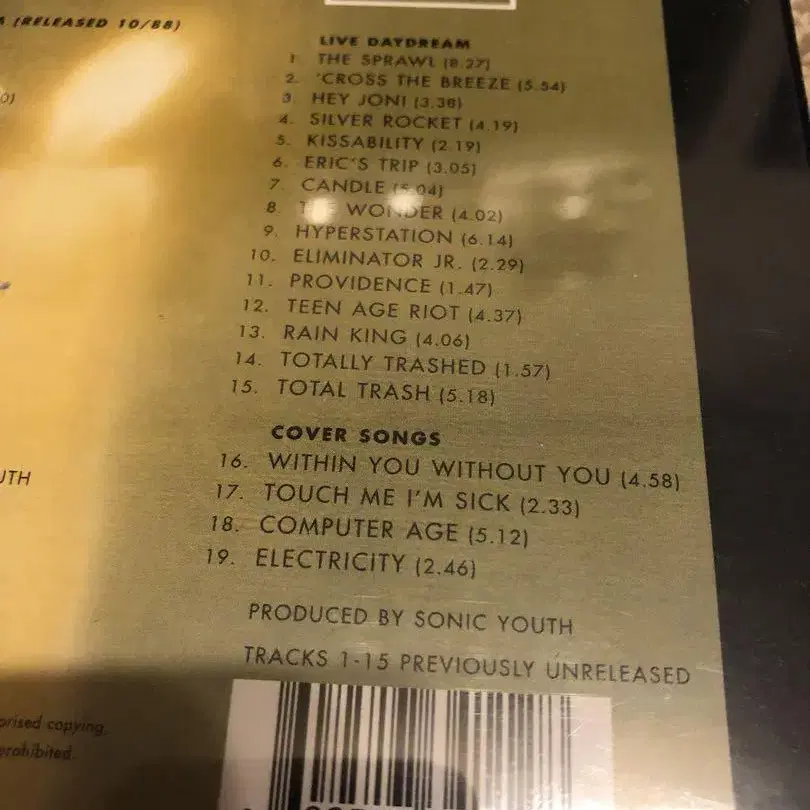 (RELEASED 10/88)
LIVE DAYDREAM
1. THE SPRAWL (8.27)
2. 'CROSS THE BREEZE (5.54)
3. HEY JONI (3.38)
4. SILVER ROCKET (4.19)
5. KISSABILITY (2.19)
6. ERIC'S TRIP (3.05)
7. CANDLE (5.04)
8. THE WONDER (4.02)
9. HYPERSTATION (6.14)
10. ELIMINATOR JR. (2.29)
11. PROVIDENCE (1.47)
12. TEEN AGE RIOT (4.37)
13. RAIN KING (4.06)
14. TOTALLY TRASHED (1.57)
15. TOTAL TRASH (5.18)
COVER SONGS
16. WITHIN YOU WITHOUT YOU (4.58)
17. TOUCH ME I'M SICK (2.33)
18. COMPUTER AGE (5.12)
19. ELECTRICITY (2.46)
PRODUCED BY SONIC YOUTH
TRACKS 1-15 PREVIOUSLY UNRELEASED
copying.
prohibited.